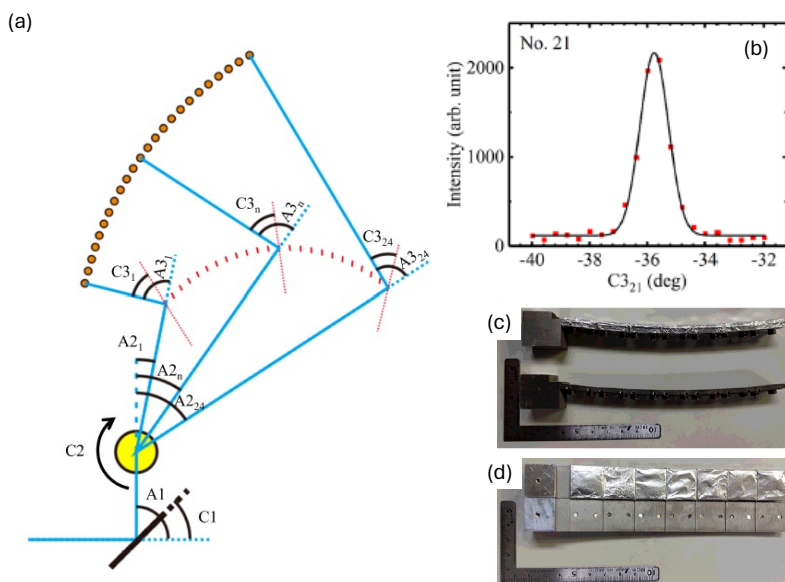 (a)
C3ₙ
A3ₙ
C3₂₄
A3₂₄
C3₁
A3₁
A2₁
A2ₙ
A2₂₄
C2
A1
C1
(b)
No. 21
Intensity (arb. unit)
2000
1000
0
-40
-38
-36
-34
-32
C3₂₁ (deg)
(c)
(d)